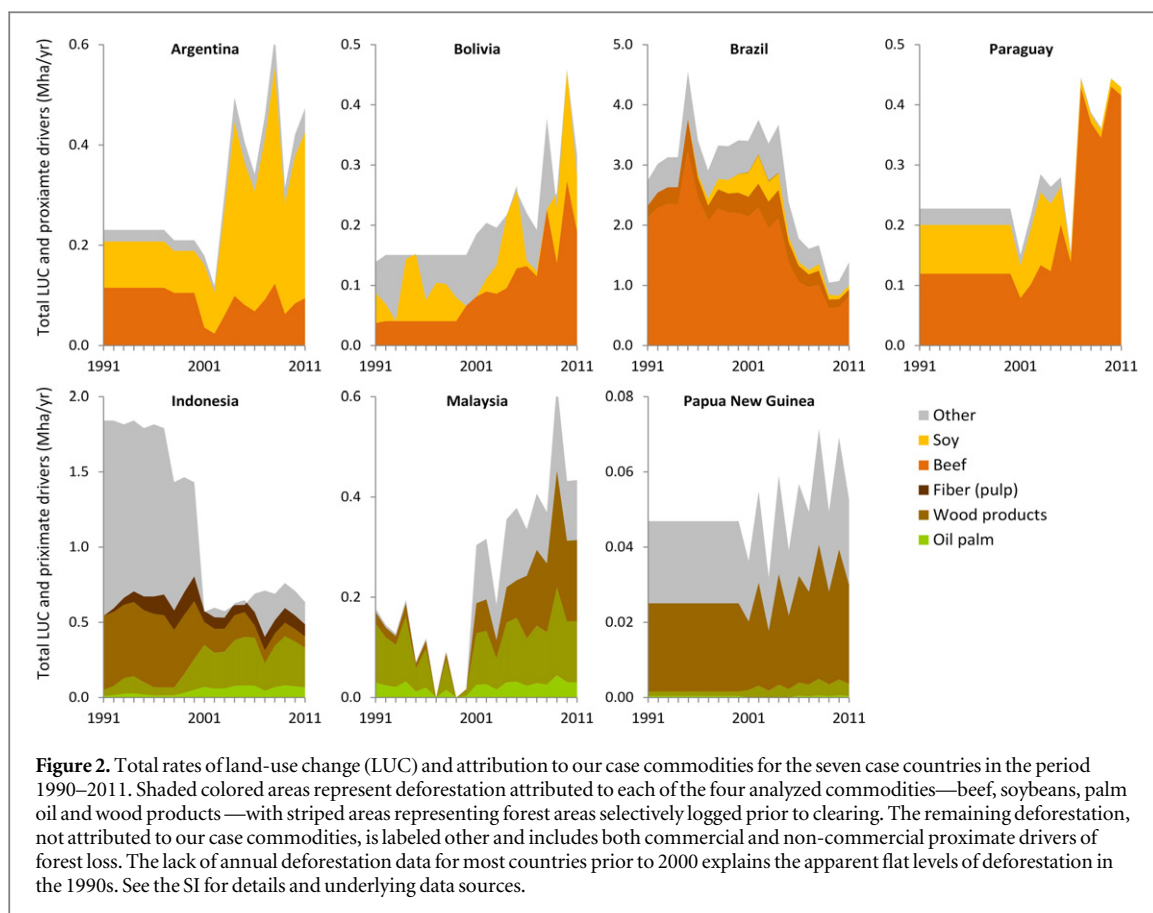 Argentina
Bolivia
Brazil
Paraguay
Total LUC and proxiamte drivers (Mha/yr)
0.6
0.4
0.2
0.0
1991
2001
2011
0.5
0.4
0.3
0.2
0.1
0.0
1991
2001
2011
5.0
4.0
3.0
2.0
1.0
0.0
1991
2001
2011
0.5
0.4
0.3
0.2
0.1
0.0
1991
2001
2011
Indonesia
Malaysia
Papua New Guinea
Total LUC and priximate drivers (Mha/yr)
2.0
1.5
1.0
0.5
0.0
1991
2001
2011
0.6
0.4
0.2
0.0
1991
2001
2011
0.08
0.06
0.04
0.02
0.00
1991
2001
2011
Other
Soy
Beef
Fiber (pulp)
Wood products
Oil palm
Figure 2. Total rates of land-use change (LUC) and attribution to our case commodities for the seven case countries in the period
1990–2011. Shaded colored areas represent deforestation attributed to each of the four analyzed commodities—beef, soybeans, palm
oil and wood products —with striped areas representing forest areas selectively logged prior to clearing. The remaining deforestation,
not attributed to our case commodities, is labeled other and includes both commercial and non-commercial proximate drivers of
forest loss. The lack of annual deforestation data for most countries prior to 2000 explains the apparent flat levels of deforestation in
the 1990s. See the SI for details and underlying data sources.